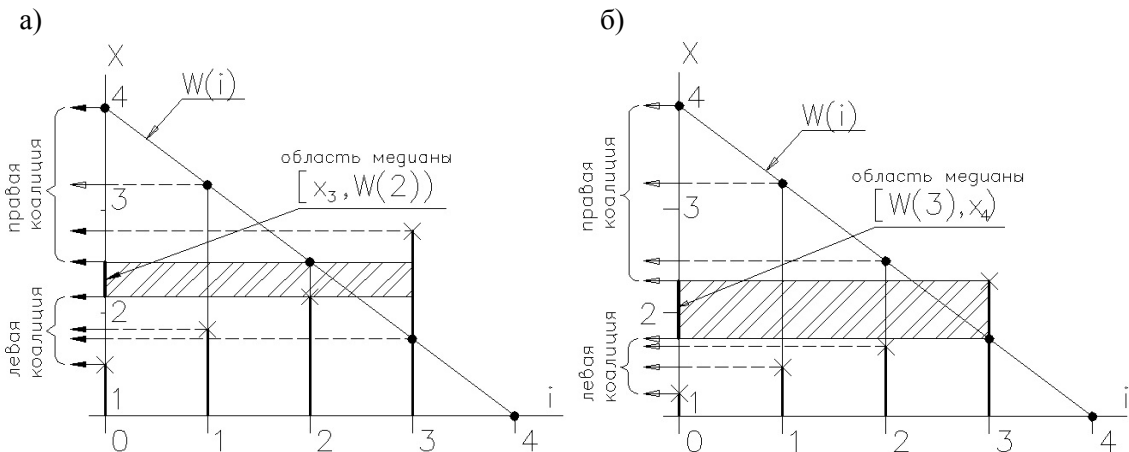 а)
X
4
W(i)
область медианы
[x₃, W(2))
3
2
1
0
1
2
3
4
i
правая
коалиция
левая
коалиция
б)
X
4
W(i)
область медианы
[W(3), x₄)
3
2
1
0
1
2
3
4
i
правая
коалиция
левая
коалиция